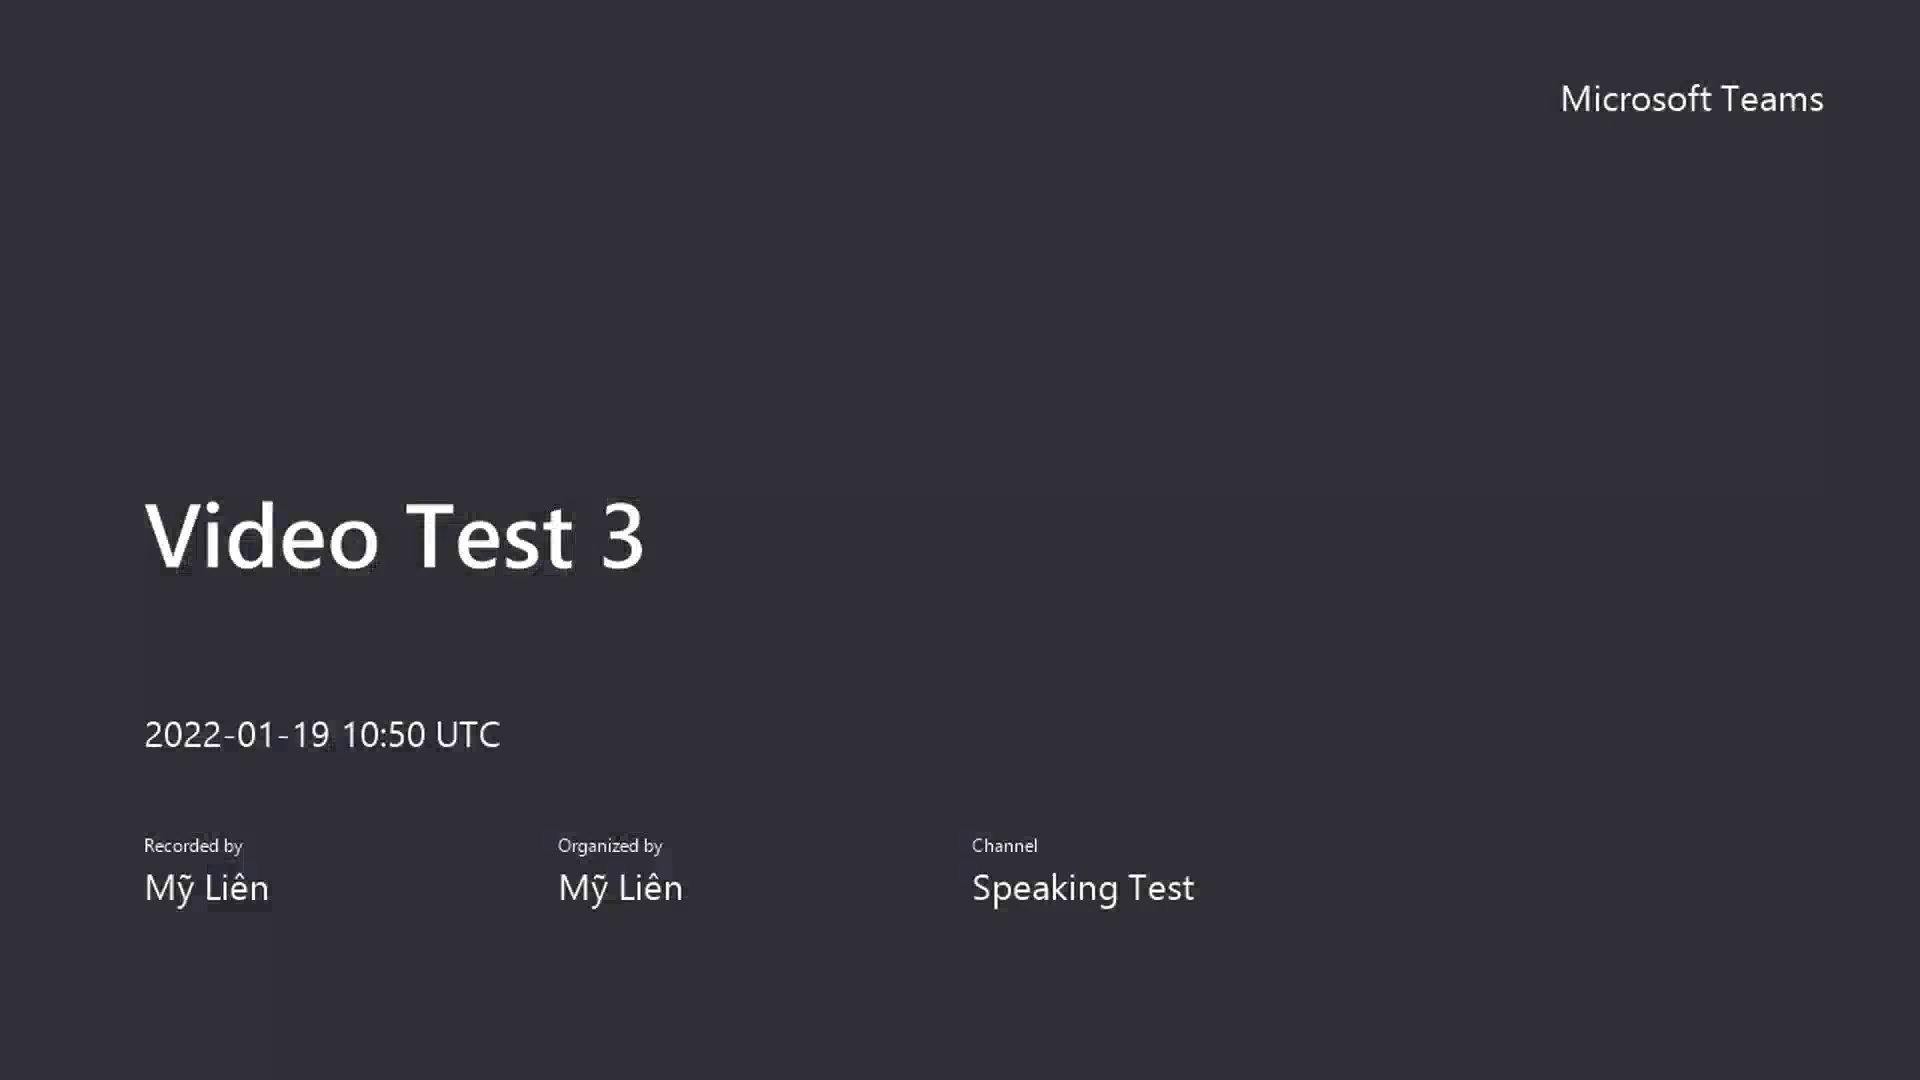 Microsoft Teams
Video Test 3
2022-01-19 10:50 UTC
Recorded by
Mỹ Liên
Organized by
Mỹ Liên
Channel
Speaking Test